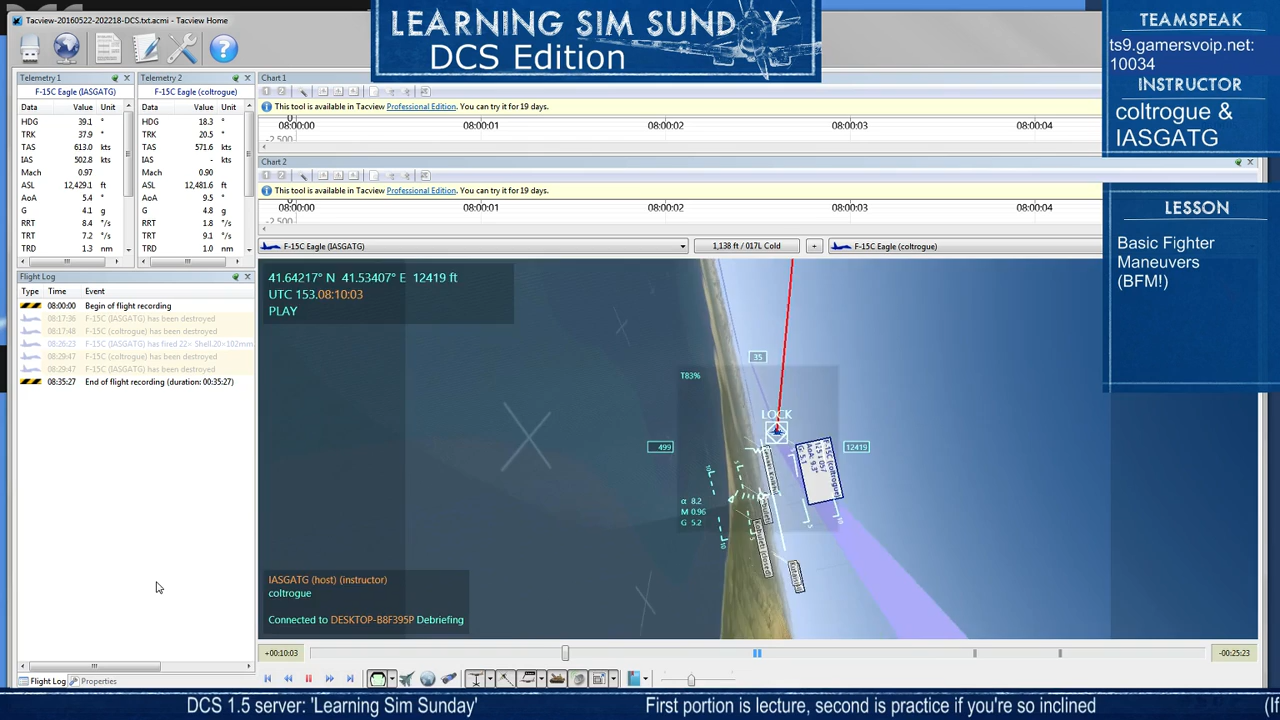 Tacview-20160522-202218-DCS.txt.acmi - Tacview Home
LEARNING SIM SUNDAY
DCS Edition
TEAMSPEAK
ts9.gamersvoip.net:
10034
INSTRUCTOR
coltrogue &
IASGATG
LESSON
Basic Fighter
Maneuvers
(BFM!)
Telemetry 1
F-15C Eagle (IASGATG)
Data Value Unit
HDG 39.1 °
TRK 37.9 °
TAS 613.0 kts
IAS 502.8 kts
Mach 0.97
ASL 12,429.1 ft
AoA 5.4 °
G 4.1 g
RRT 8.4 °/s
TRT 7.2 °/s
TRD 1.3 nm
Telemetry 2
F-15C Eagle (coltrogue)
Data Value Unit
HDG 18.3 °
TRK 20.5 °
TAS 571.6 kts
IAS - kts
Mach 0.90
ASL 12,481.6 ft
AoA 9.5 °
G 4.8 g
RRT 1.8 °/s
TRT 9.1 °/s
TRD 1.0 nm
Chart 1
This tool is available in Tacview Professional Edition. You can try it for 19 days.
08:00:00 08:00:01 08:00:02 08:00:03 08:00:04
-2,500
Chart 2
This tool is available in Tacview Professional Edition. You can try it for 19 days.
08:00:00 08:00:01 08:00:02 08:00:03 08:00:04
F-15C Eagle (IASGATG)
1,138 ft / 017L Cold
+
F-15C Eagle (coltrogue)
Flight Log
Type Time Event
08:00:00 Begin of flight recording
08:17:36 F-15C (IASGATG) has been destroyed
08:17:48 F-15C (coltrogue) has been destroyed
08:26:23 F-15C (IASGATG) has fired 22× Shell.20×102mm.
08:29:47 F-15C (coltrogue) has been destroyed
08:29:47 F-15C (IASGATG) has been destroyed
08:35:27 End of flight recording (duration: 00:35:27)
41.64217° N 41.53407° E 12419 ft
UTC 153.08:10:03
PLAY
35
T83%
LOCK
499
12419
α 8.2
M 0.96
G 5.2
F-15C (coltrogue)
IASGATG (host) (instructor)
coltrogue
Connected to DESKTOP-B8F395P Debriefing
+00:10:03
-00:25:23
Flight Log
Properties
DCS 1.5 server: 'Learning Sim Sunday'
First portion is lecture, second is practice if you're so inclined
(If